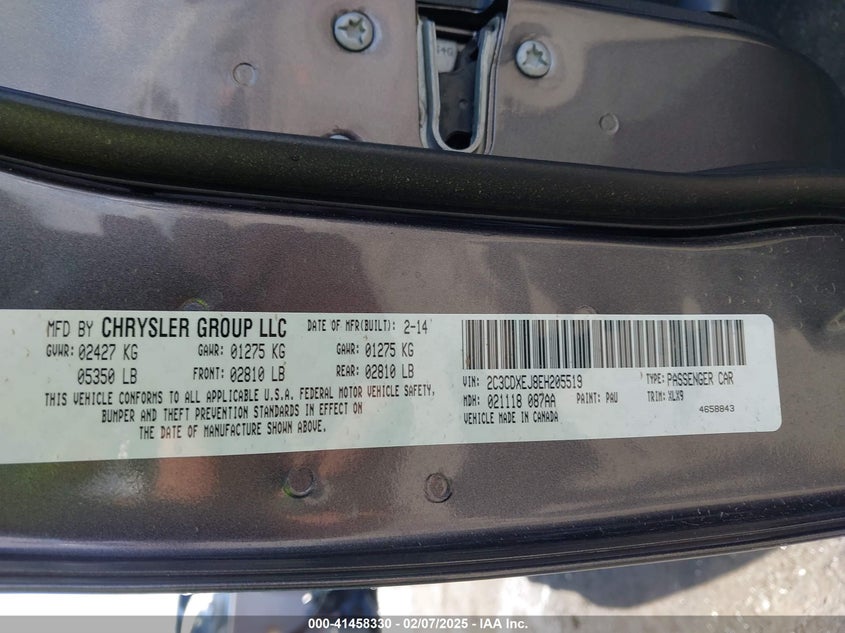 MFD BY CHRYSLER GROUP LLC DATE OF MFR(BUILT): 2-14
GVWR: 02427 KG GAWR: 01275 KG GAWR: 01275 KG
05350 LB FRONT: 02810 LB REAR: 02810 LB
THIS VEHICLE CONFORMS TO ALL APPLICABLE U.S.A. FEDERAL MOTOR VEHICLE SAFETY,
BUMPER AND THEFT PREVENTION STANDARDS IN EFFECT ON
THE DATE OF MANUFACTURE SHOWN ABOVE.
VIN: 2C3CDXEJ8EH205519 TYPE: PASSENGER CAR
MDH: 021118 087AA PAINT: PAU TRIM: XLX9
VEHICLE MADE IN CANADA 4658843
000-41458330 — 02/07/2025 — IAA Inc.